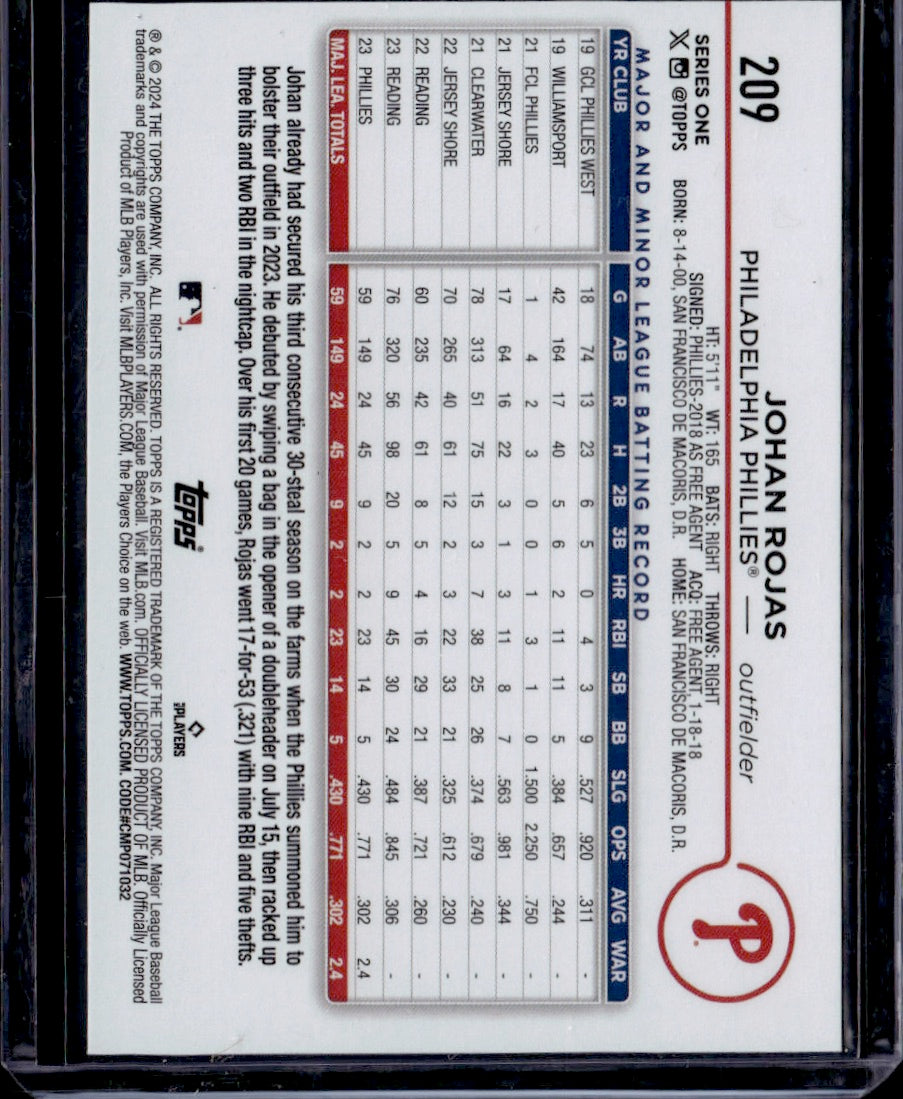 209
JOHAN ROJAS
PHILADELPHIA PHILLIES® — outfielder
SERIES ONE
X @TOPPS
HT: 5'11" WT: 165 BATS: RIGHT THROWS: RIGHT
SIGNED: PHILLIES-2018 AS FREE AGENT ACQ: FREE AGENT, 1-18-18
BORN: 8-14-00, SAN FRANCISCO DE MACORIS, D.R. HOME: SAN FRANCISCO DE MACORIS, D.R.
P
MAJOR AND MINOR LEAGUE BATTING RECORD
YR CLUB G AB R H 2B 3B HR RBI SB BB SLG OPS AVG WAR
19 GCL PHILLIES WEST 18 74 13 23 6 5 0 4 3 9 .527 .920 .311 -
19 WILLIAMSPORT 42 164 17 40 5 6 2 11 11 5 .384 .657 .244 -
21 FCL PHILLIES 1 4 2 3 0 0 1 3 1 0 1.500 2.250 .750 -
21 JERSEY SHORE 17 64 16 22 3 1 3 11 8 7 .563 .981 .344 -
21 CLEARWATER 78 313 51 75 15 3 7 38 25 26 .374 .679 .240 -
22 JERSEY SHORE 70 265 40 61 12 2 3 22 33 21 .325 .612 .230 -
22 READING 60 235 42 61 8 5 4 16 29 21 .387 .721 .260 -
23 READING 76 320 56 98 20 5 9 45 30 24 .484 .845 .306 -
23 PHILLIES 59 149 24 45 9 2 2 23 14 5 .430 .771 .302 2.4
MAJ. LEA. TOTALS 59 149 24 45 9 2 2 23 14 5 .430 .771 .302 2.4
Johan already had secured his third consecutive 30-steal season on the farms when the Phillies summoned him to
bolster their outfield in 2023. He debuted by swiping a bag in the opener of a doubleheader on July 15, then racked up
three hits and two RBI in the nightcap. Over his first 20 games, Rojas went 17-for-53 (.321) with nine RBI and five thefts.
topps®
PLAYERS
® & © 2024 THE TOPPS COMPANY, INC. ALL RIGHTS RESERVED. TOPPS IS A REGISTERED TRADEMARK OF THE TOPPS COMPANY, INC. Major League Baseball
trademarks and copyrights are used with permission of Major League Baseball. Visit MLB.com. OFFICIALLY LICENSED PRODUCT OF MLB. Officially Licensed
Product of MLB Players, Inc. Visit MLBPLAYERS.COM, the Players Choice on the web. WWW.TOPPS.COM. CODE#CMP071032